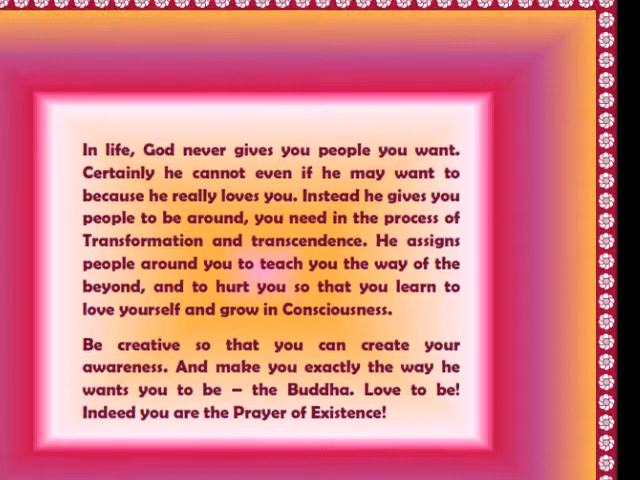 In life, God never gives you people you want.
Certainly he cannot even if he may want to
because he really loves you. Instead he gives you
people to be around, you need in the process of
Transformation and transcendence. He assigns
people around you to teach you the way of the
beyond, and to hurt you so that you learn to
love yourself and grow in Consciousness.
Be creative so that you can create your
awareness. And make you exactly the way he
wants you to be – the Buddha. Love to be!
Indeed you are the Prayer of Existence!